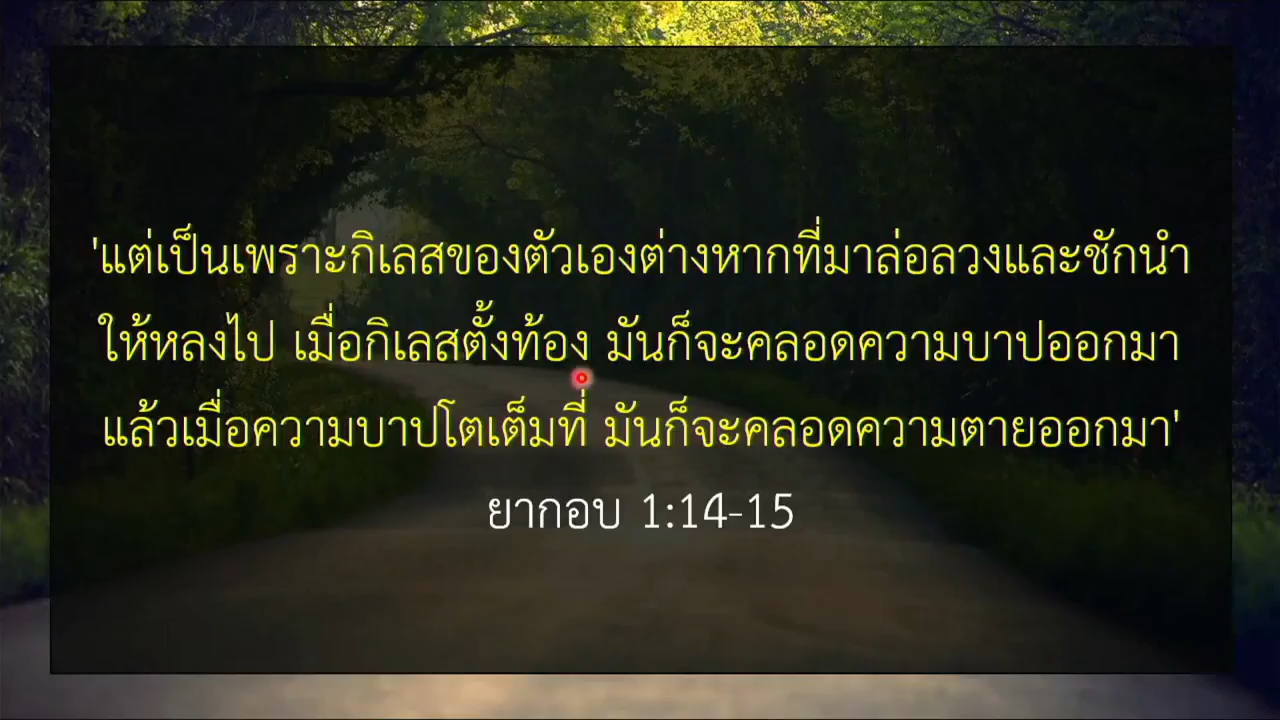 'แต่เป็นเพราะกิเลสของตัวเองต่างหากที่มาล่อลวงและชักนำ
ให้หลงไป เมื่อกิเลสตั้งท้อง มันก็จะคลอดความบาปออกมา
แล้วเมื่อความบาปโตเต็มที่ มันก็จะคลอดความตายออกมา'
ยากอบ 1:14-15